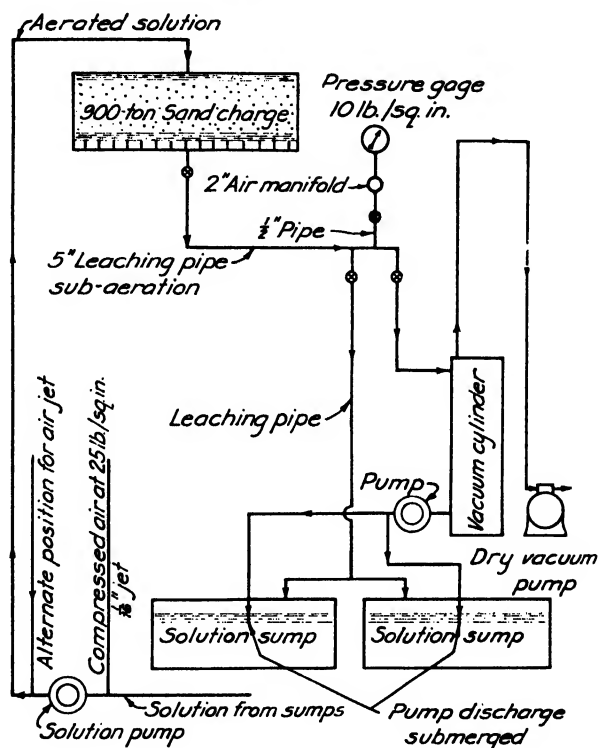 Aerated solution
900-ton Sand charge
Pressure gage
10 lb./sq.in.
2" Air manifold
½" Pipe
5" Leaching pipe
sub-aeration
Leaching pipe
Vacuum cylinder
Pump
Dry vacuum
pump
Alternate position for air jet
Compressed air at 25 lb./sq.in.
1/16" jet
Solution sump
Solution sump
Solution pump
Solution from sumps
Pump discharge
submerged